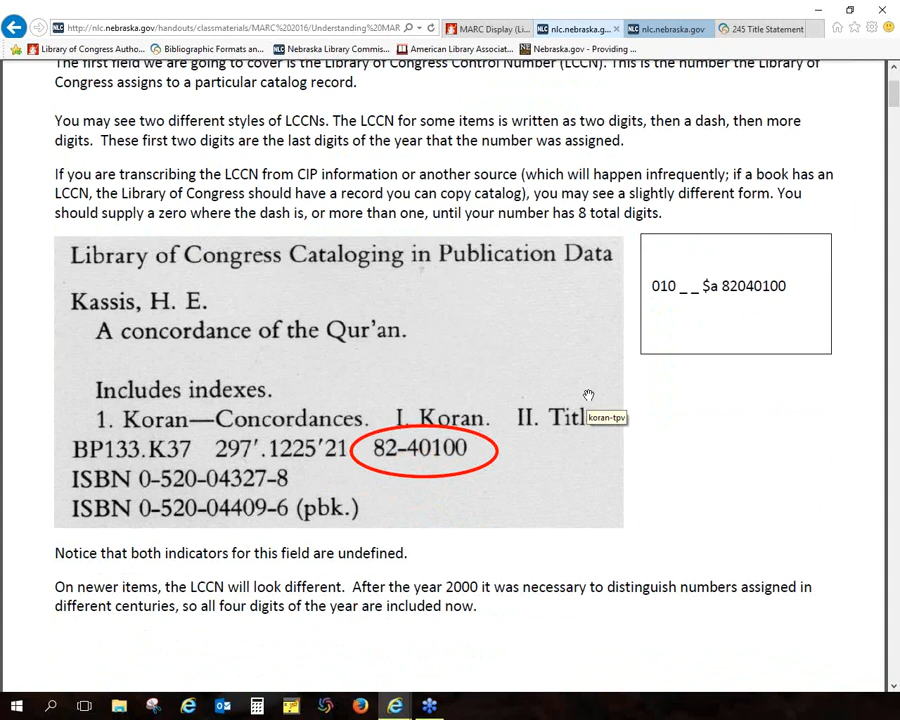 http://nlc.nebraska.gov/handouts/classmaterials/MARC%202016/Understanding%20MAR
MARC Display (Li...
nlc.nebraska.g...
nlc.nebraska.gov
245 Title Statement
Library of Congress Autho...
Bibliographic Formats an...
Nebraska Library Commis...
American Library Associat...
Nebraska.gov - Providing ...
The first field we are going to cover is the Library of Congress Control Number (LCCN). This is the number the Library of
Congress assigns to a particular catalog record.
You may see two different styles of LCCNs. The LCCN for some items is written as two digits, then a dash, then more
digits. These first two digits are the last digits of the year that the number was assigned.
If you are transcribing the LCCN from CIP information or another source (which will happen infrequently; if a book has an
LCCN, the Library of Congress should have a record you can copy catalog), you may see a slightly different form. You
should supply a zero where the dash is, or more than one, until your number has 8 total digits.
Library of Congress Cataloging in Publication Data
Kassis, H. E.
A concordance of the Qur'an.
Includes indexes.
1. Koran—Concordances. I. Koran. II. Titl
koran-tpv
BP133.K37 297'.1225'21 82-40100
ISBN 0-520-04327-8
ISBN 0-520-04409-6 (pbk.)
010 _ _ $a 82040100
Notice that both indicators for this field are undefined.
On newer items, the LCCN will look different. After the year 2000 it was necessary to distinguish numbers assigned in
different centuries, so all four digits of the year are included now.